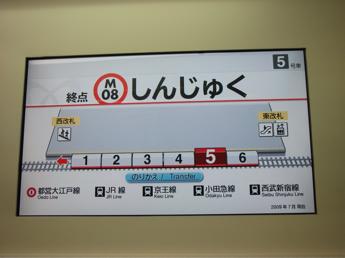 5号車
終点 M08 しんじゅく
西改札 東改札
1 2 3 4 5 6
のりかえ / Transfer
都営大江戸線 JR線 京王線 小田急線 西武新宿線
Oedo Line JR Line Keio Line Odakyu Line Seibu Shinjuku Line
2009年7月 現在